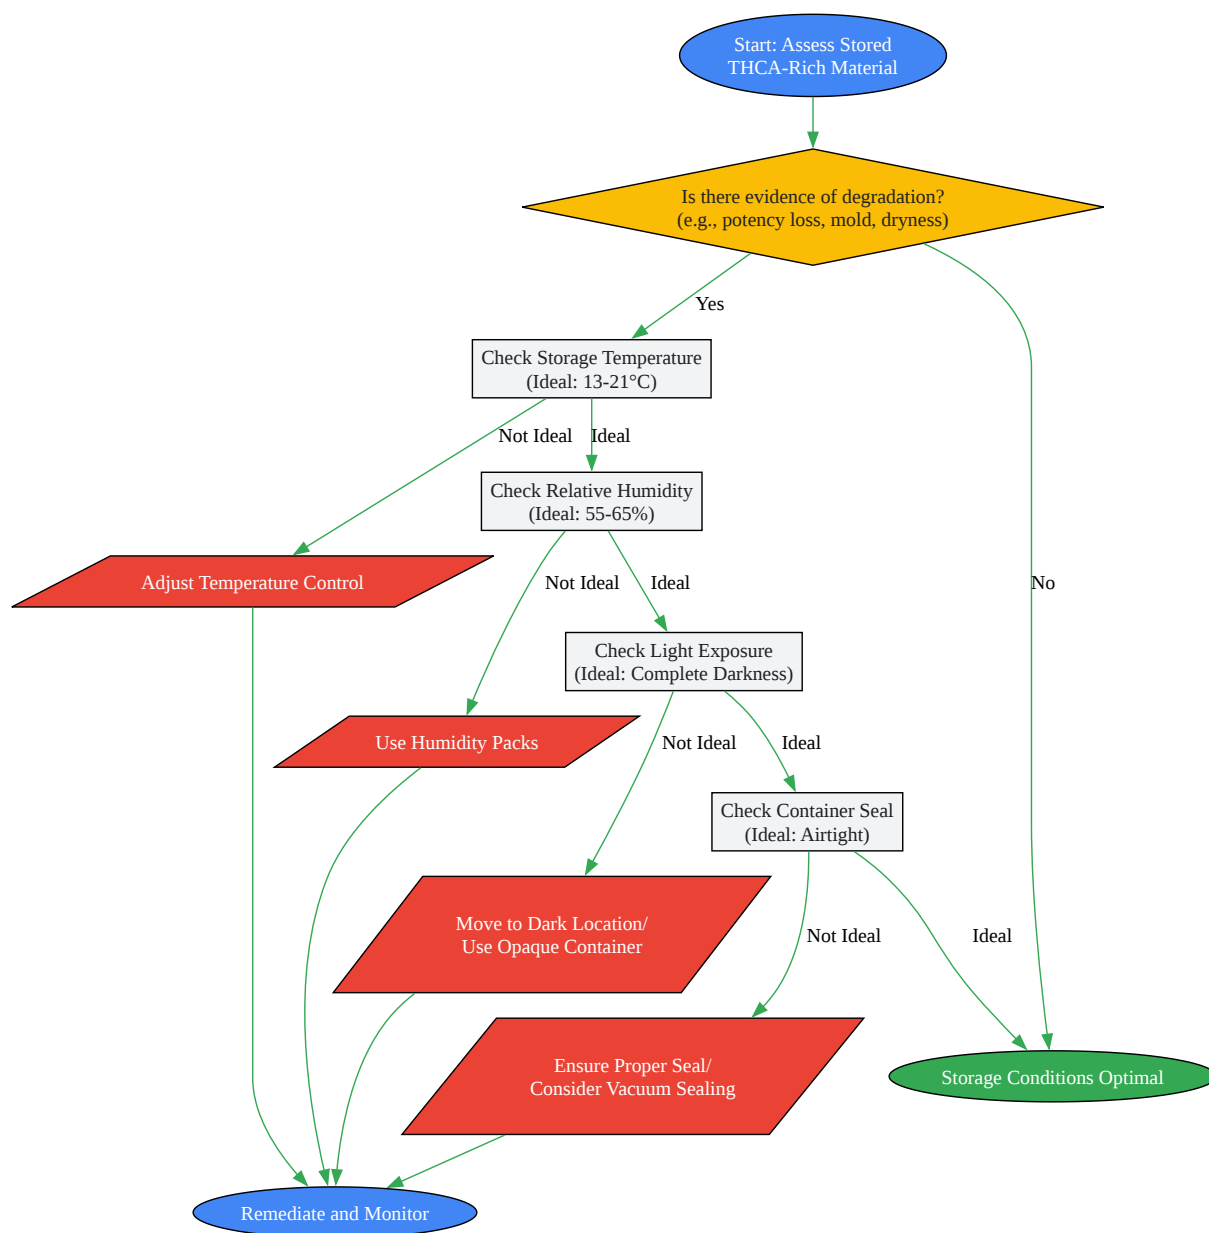 Start: Assess Stored
THCA-Rich Material
Is there evidence of degradation?
(e.g., potency loss, mold, dryness)
Yes
Check Storage Temperature
(Ideal: 13-21°C)
Not Ideal
Ideal
Check Relative Humidity
(Ideal: 55-65%)
Adjust Temperature Control
Not Ideal
Ideal
No
Check Light Exposure
(Ideal: Complete Darkness)
Use Humidity Packs
Not Ideal
Ideal
Check Container Seal
(Ideal: Airtight)
Move to Dark Location/
Use Opaque Container
Not Ideal
Ideal
Ensure Proper Seal/
Consider Vacuum Sealing
Storage Conditions Optimal
Remediate and Monitor